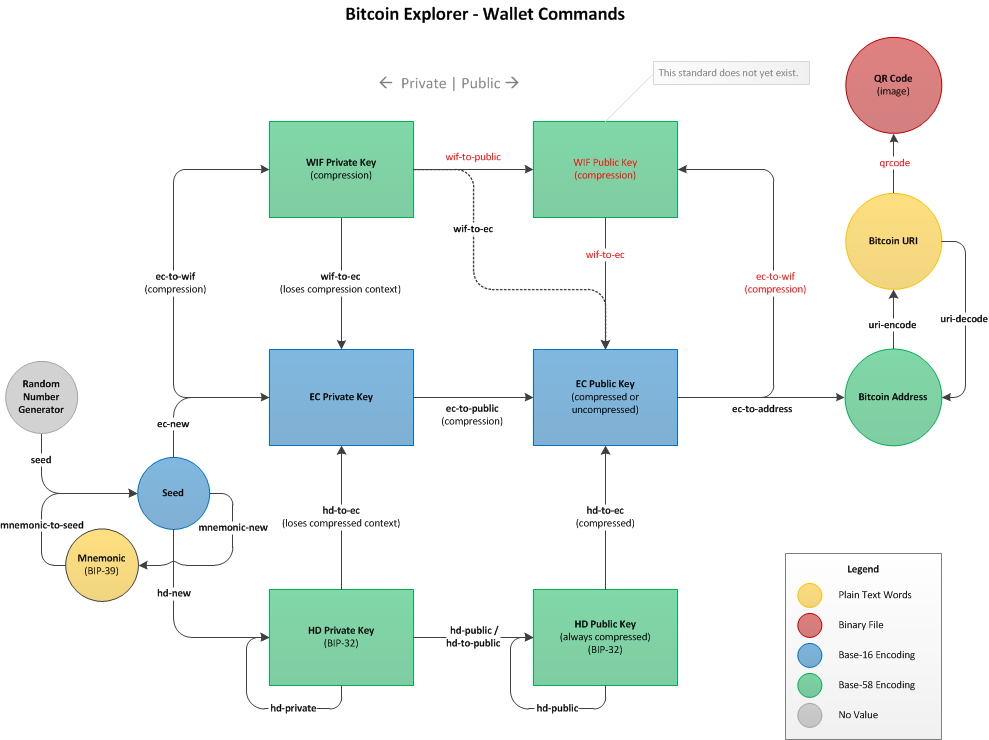 Bitcoin Explorer - Wallet Commands
← Private | Public →
This standard does not yet exist.
QR Code
(image)
qrcode
Bitcoin URI
uri-encode
uri-decode
Bitcoin Address
WIF Private Key
(compression)
wif-to-public
WIF Public Key
(compression)
wif-to-ec
ec-to-wif
(compression)
wif-to-ec
(loses compression context)
wif-to-ec
ec-to-wif
(compression)
Random
Number
Generator
seed
ec-new
EC Private Key
ec-to-public
(compression)
EC Public Key
(compressed or
uncompressed)
ec-to-address
Seed
mnemonic-to-seed
mnemonic-new
Mnemonic
(BIP-39)
hd-new
hd-to-ec
(loses compressed context)
hd-to-ec
(compressed)
HD Private Key
(BIP-32)
hd-public /
hd-to-public
HD Public Key
(always compressed)
(BIP-32)
hd-private
hd-public
Legend
Plain Text Words
Binary File
Base-16 Encoding
Base-58 Encoding
No Value